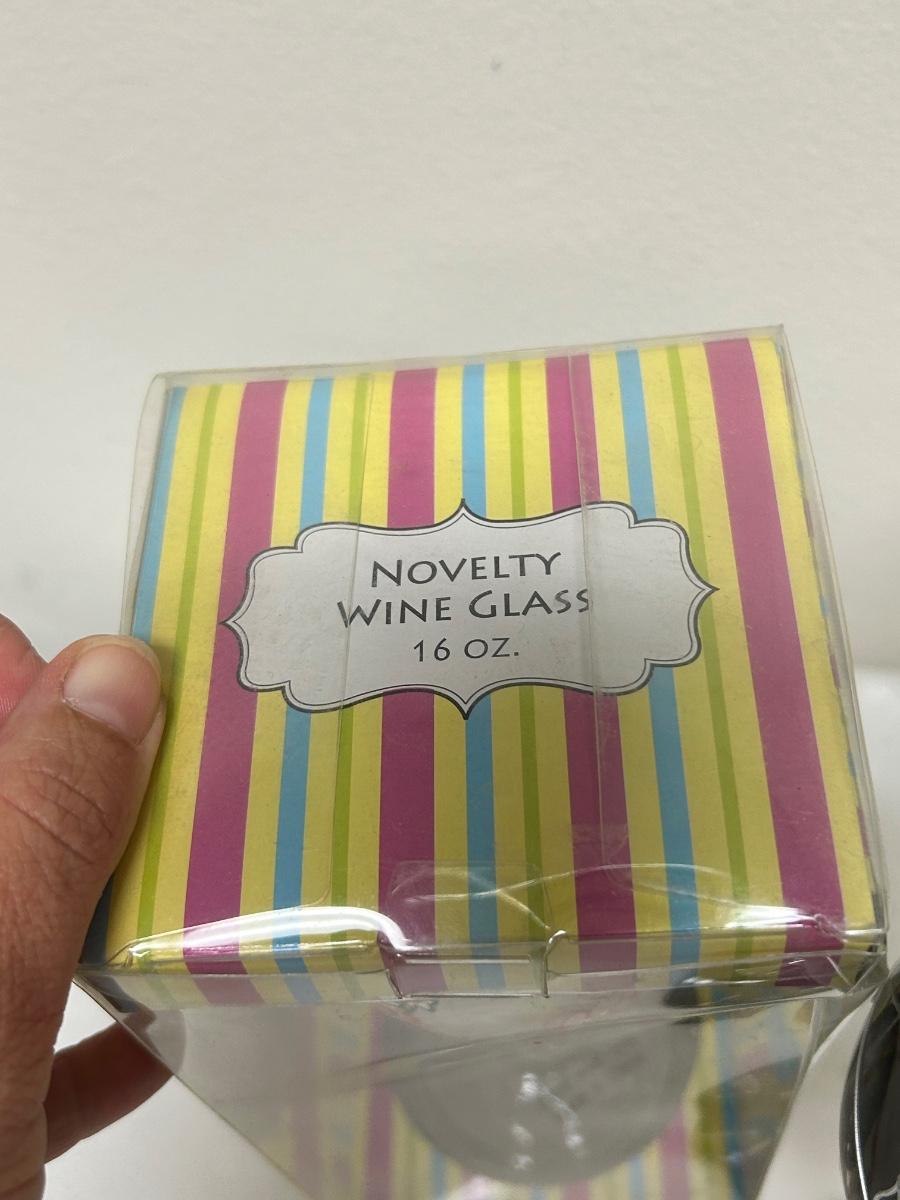 NOVELTY
WINE GLASS
16 OZ.